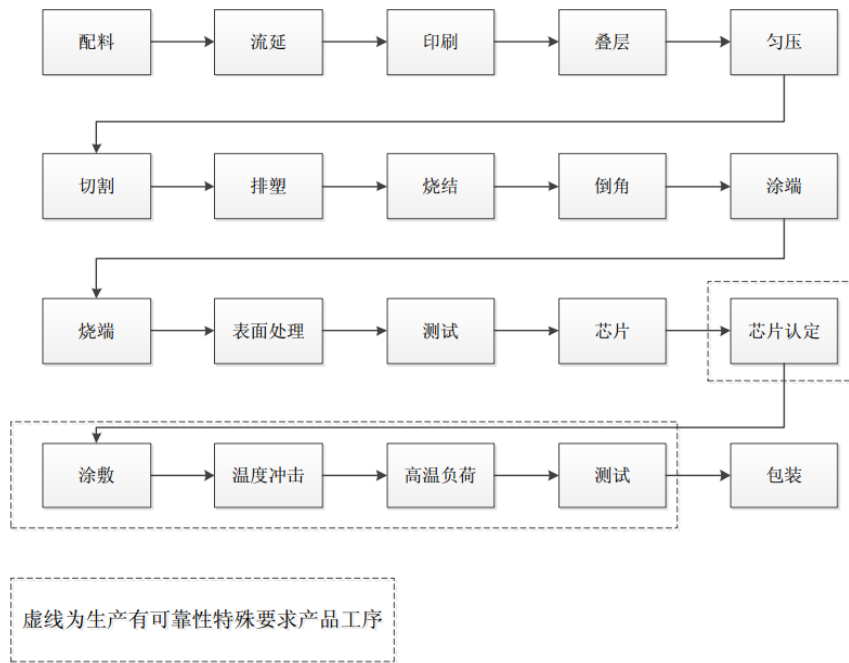 配料
流延
印刷
叠层
匀压
切割
排塑
烧结
倒角
涂端
烧端
表面处理
测试
芯片
芯片认定
涂敷
温度冲击
高温负荷
测试
包装
虚线为生产有可靠性特殊要求产品工序